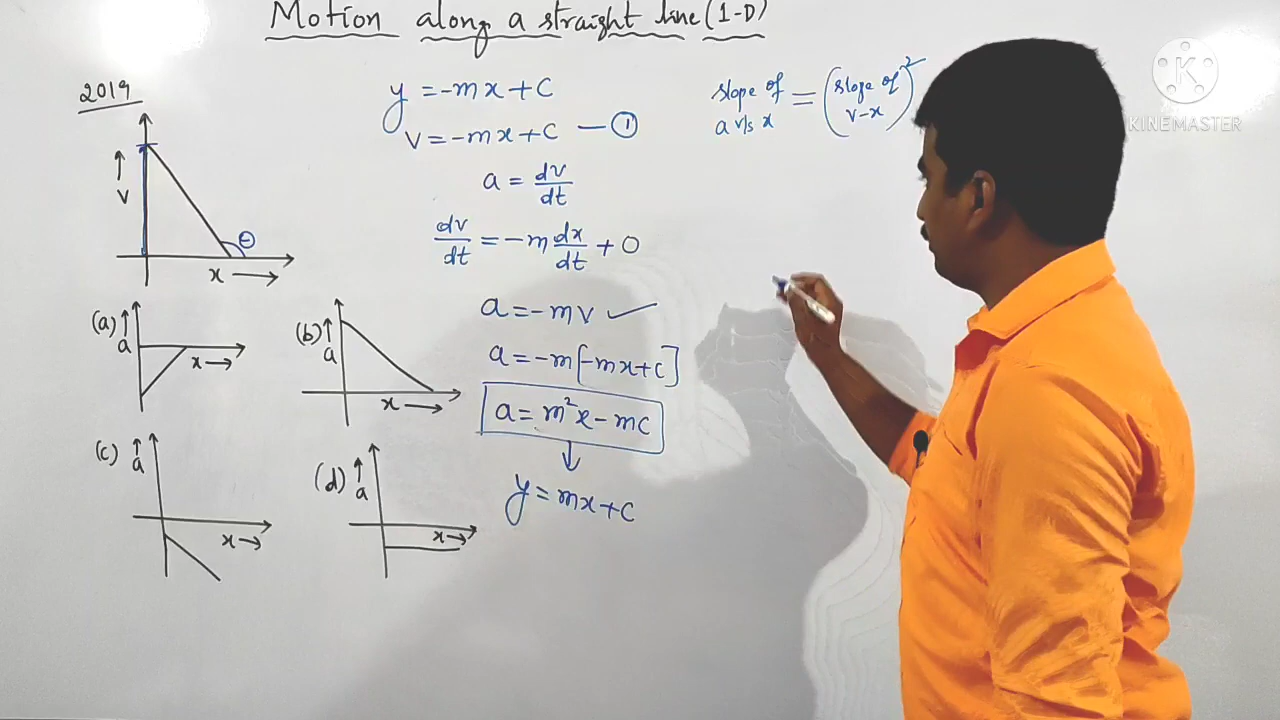 Motion along a straight line (1-D)
2019
↑
v
θ
x →
(a) ↑
a
x →
(b) ↑
a
x →
(c) ↑
a
x →
(d) ↑
a
x →
y = -mx + c
v = -mx + c — ①
a = dv/dt
dv/dt = -m dx/dt + 0
a = -mv ✓
a = -m[-mx + c]
a = m²x - mc
↓
y = mx + c
slope of a v/s x = (slope of v-x)²
KINEMASTER